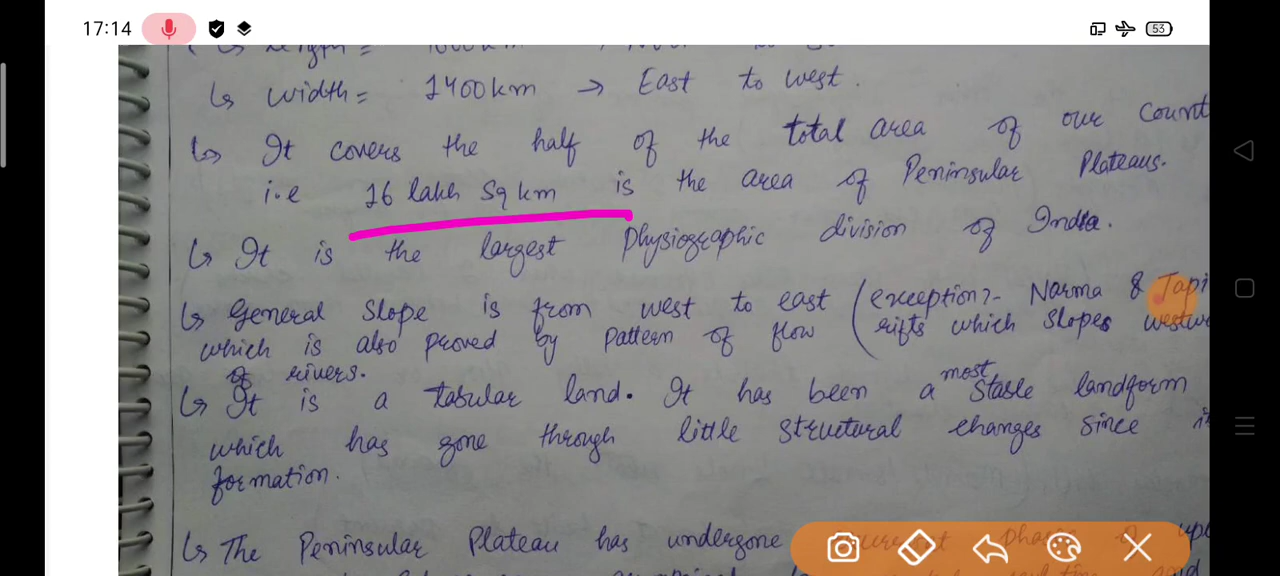 17:14
53
↳ width = 1400km → East to west.
↳ It covers the half of the total area of our Count
i.e 16 lakh Sq km is the area of Peninsular Plateaus.
↳ It is the largest Physiographic division of India.
↳ General Slope is from west to east (exception:- Narma & Tapi
which is also proved by Pattern of flow rifts which slopes westw
of rivers.
↳ It is a tabular land. It has been a most stable landform
which has gone through little structural changes since it
formation.
↳ The Peninsular Plateau has undergone